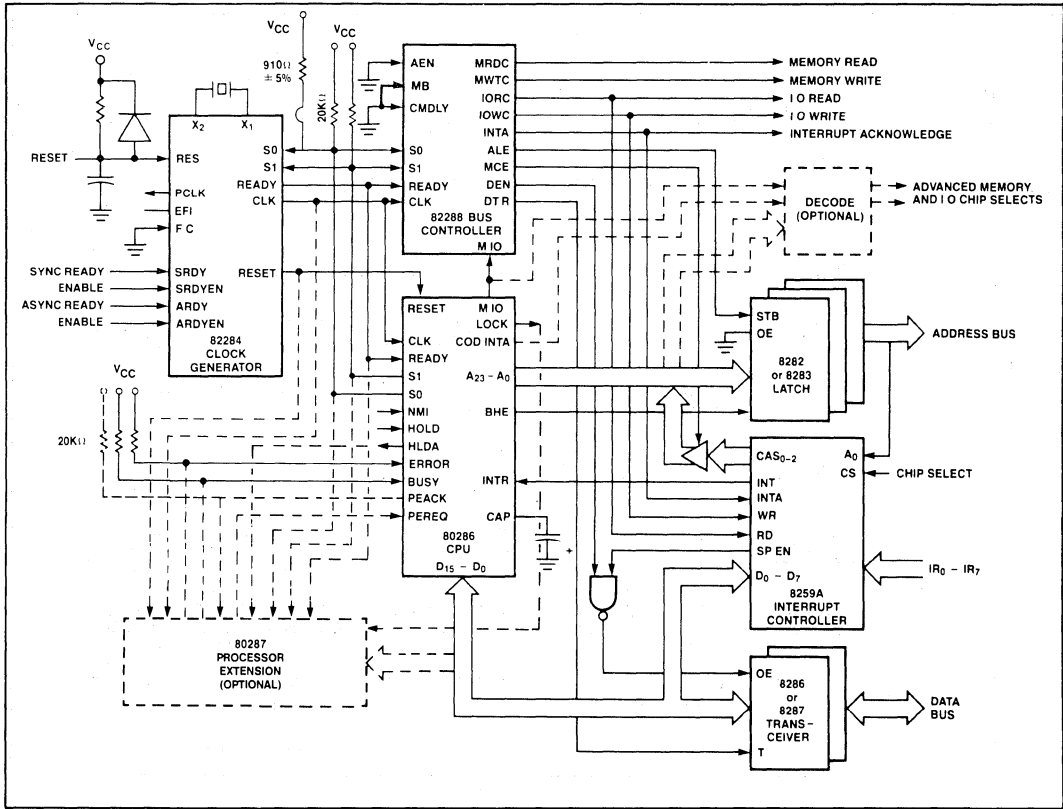 VCC
VCC
VCC
910Ω
± 5%
20KΩ
X2
X1
RESET
RES
PCLK
EFI
F C
SYNC READY
ENABLE
ASYNC READY
ENABLE
SRDY
SRDYEN
ARDY
ARDYEN
S0
S1
READY
CLK
RESET
82284
CLOCK
GENERATOR
AEN
MB
CMDLY
S0
S1
READY
CLK
MRDC
MWTC
IORC
IOWC
INTA
ALE
MCE
DEN
DT R
82288 BUS
CONTROLLER
M IO
MEMORY READ
MEMORY WRITE
I O READ
I O WRITE
INTERRUPT ACKNOWLEDGE
DECODE
(OPTIONAL)
ADVANCED MEMORY
AND I O CHIP SELECTS
VCC
20KΩ
RESET
CLK
READY
S1
S0
NMI
HOLD
HLDA
ERROR
BUSY
PEACK
PEREQ
M IO
LOCK
COD INTA
A23 - A0
BHE
INTR
CAP
+
80286
CPU
D15 - D0
STB
OE
8282
or 8283
LATCH
ADDRESS BUS
CAS0-2
INT
INTA
WR
RD
SP EN
D0 - D7
A0
CS
CHIP SELECT
IR0 - IR7
8259A
INTERRUPT
CONTROLLER
80287
PROCESSOR
EXTENSION
(OPTIONAL)
OE
8286
or
8287
TRANS-
CEIVER
T
DATA
BUS